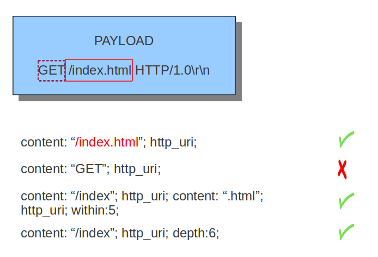 PAYLOAD
GET /index.html HTTP/1.0\r\n
content: “/index.html”; http_uri;
content: “GET”; http_uri;
content: “/index”; http_uri; content: “.html”;
http_uri; within:5;
content: “/index”; http_uri; depth:6;